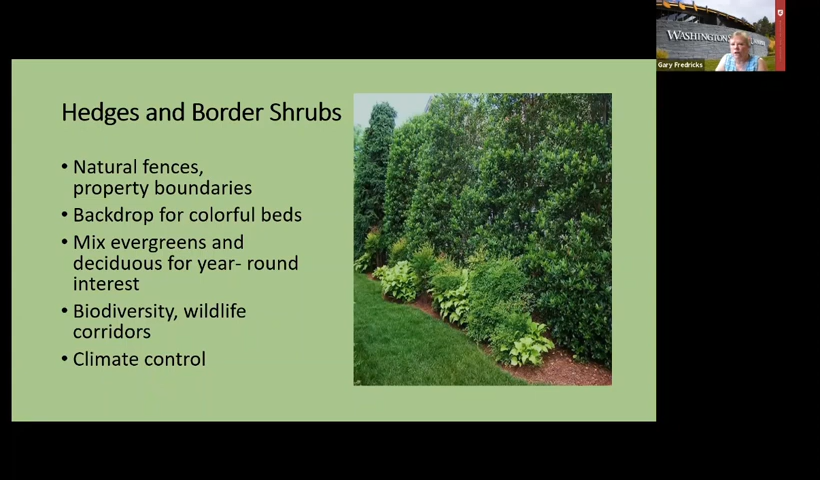 WASHINGTON
Gary Fredricks
Hedges and Border Shrubs
• Natural fences,
property boundaries
• Backdrop for colorful beds
• Mix evergreens and
deciduous for year- round
interest
• Biodiversity, wildlife
corridors
• Climate control